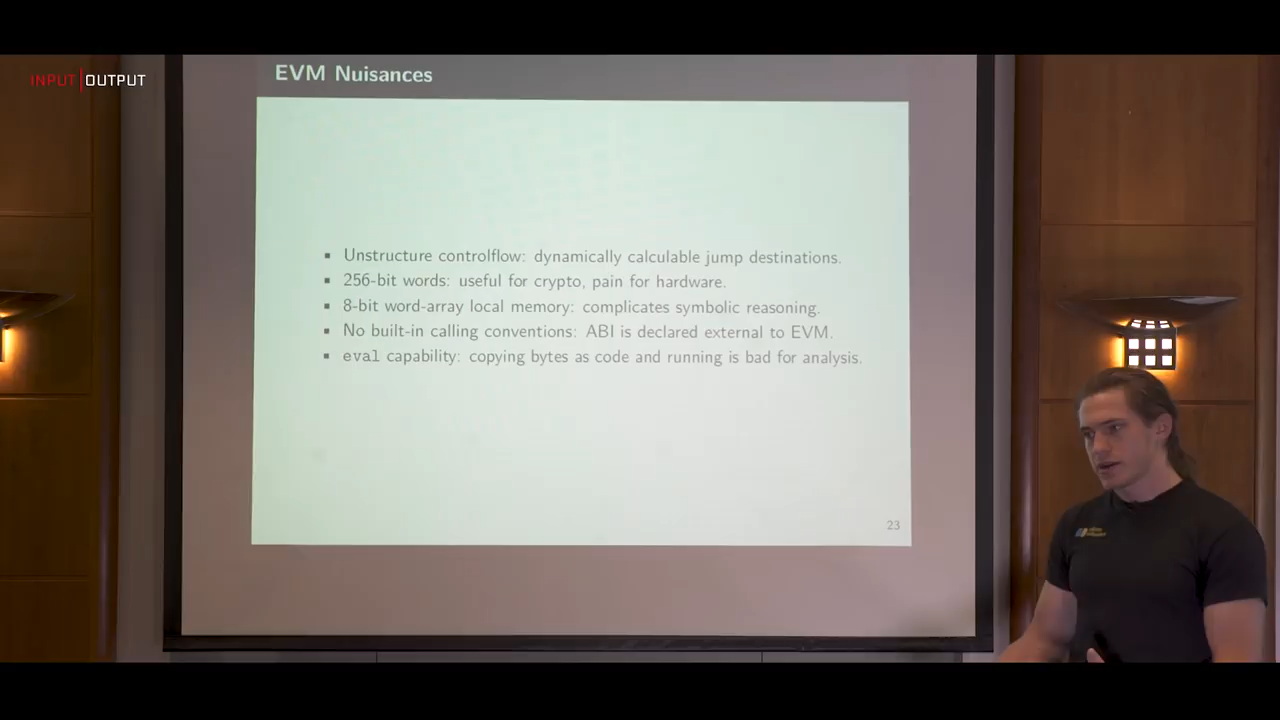 INPUT|OUTPUT
EVM Nuisances
▪ Unstructure controlflow: dynamically calculable jump destinations.
▪ 256-bit words: useful for crypto, pain for hardware.
▪ 8-bit word-array local memory: complicates symbolic reasoning.
▪ No built-in calling conventions: ABI is declared external to EVM.
▪ eval capability: copying bytes as code and running is bad for analysis.
23